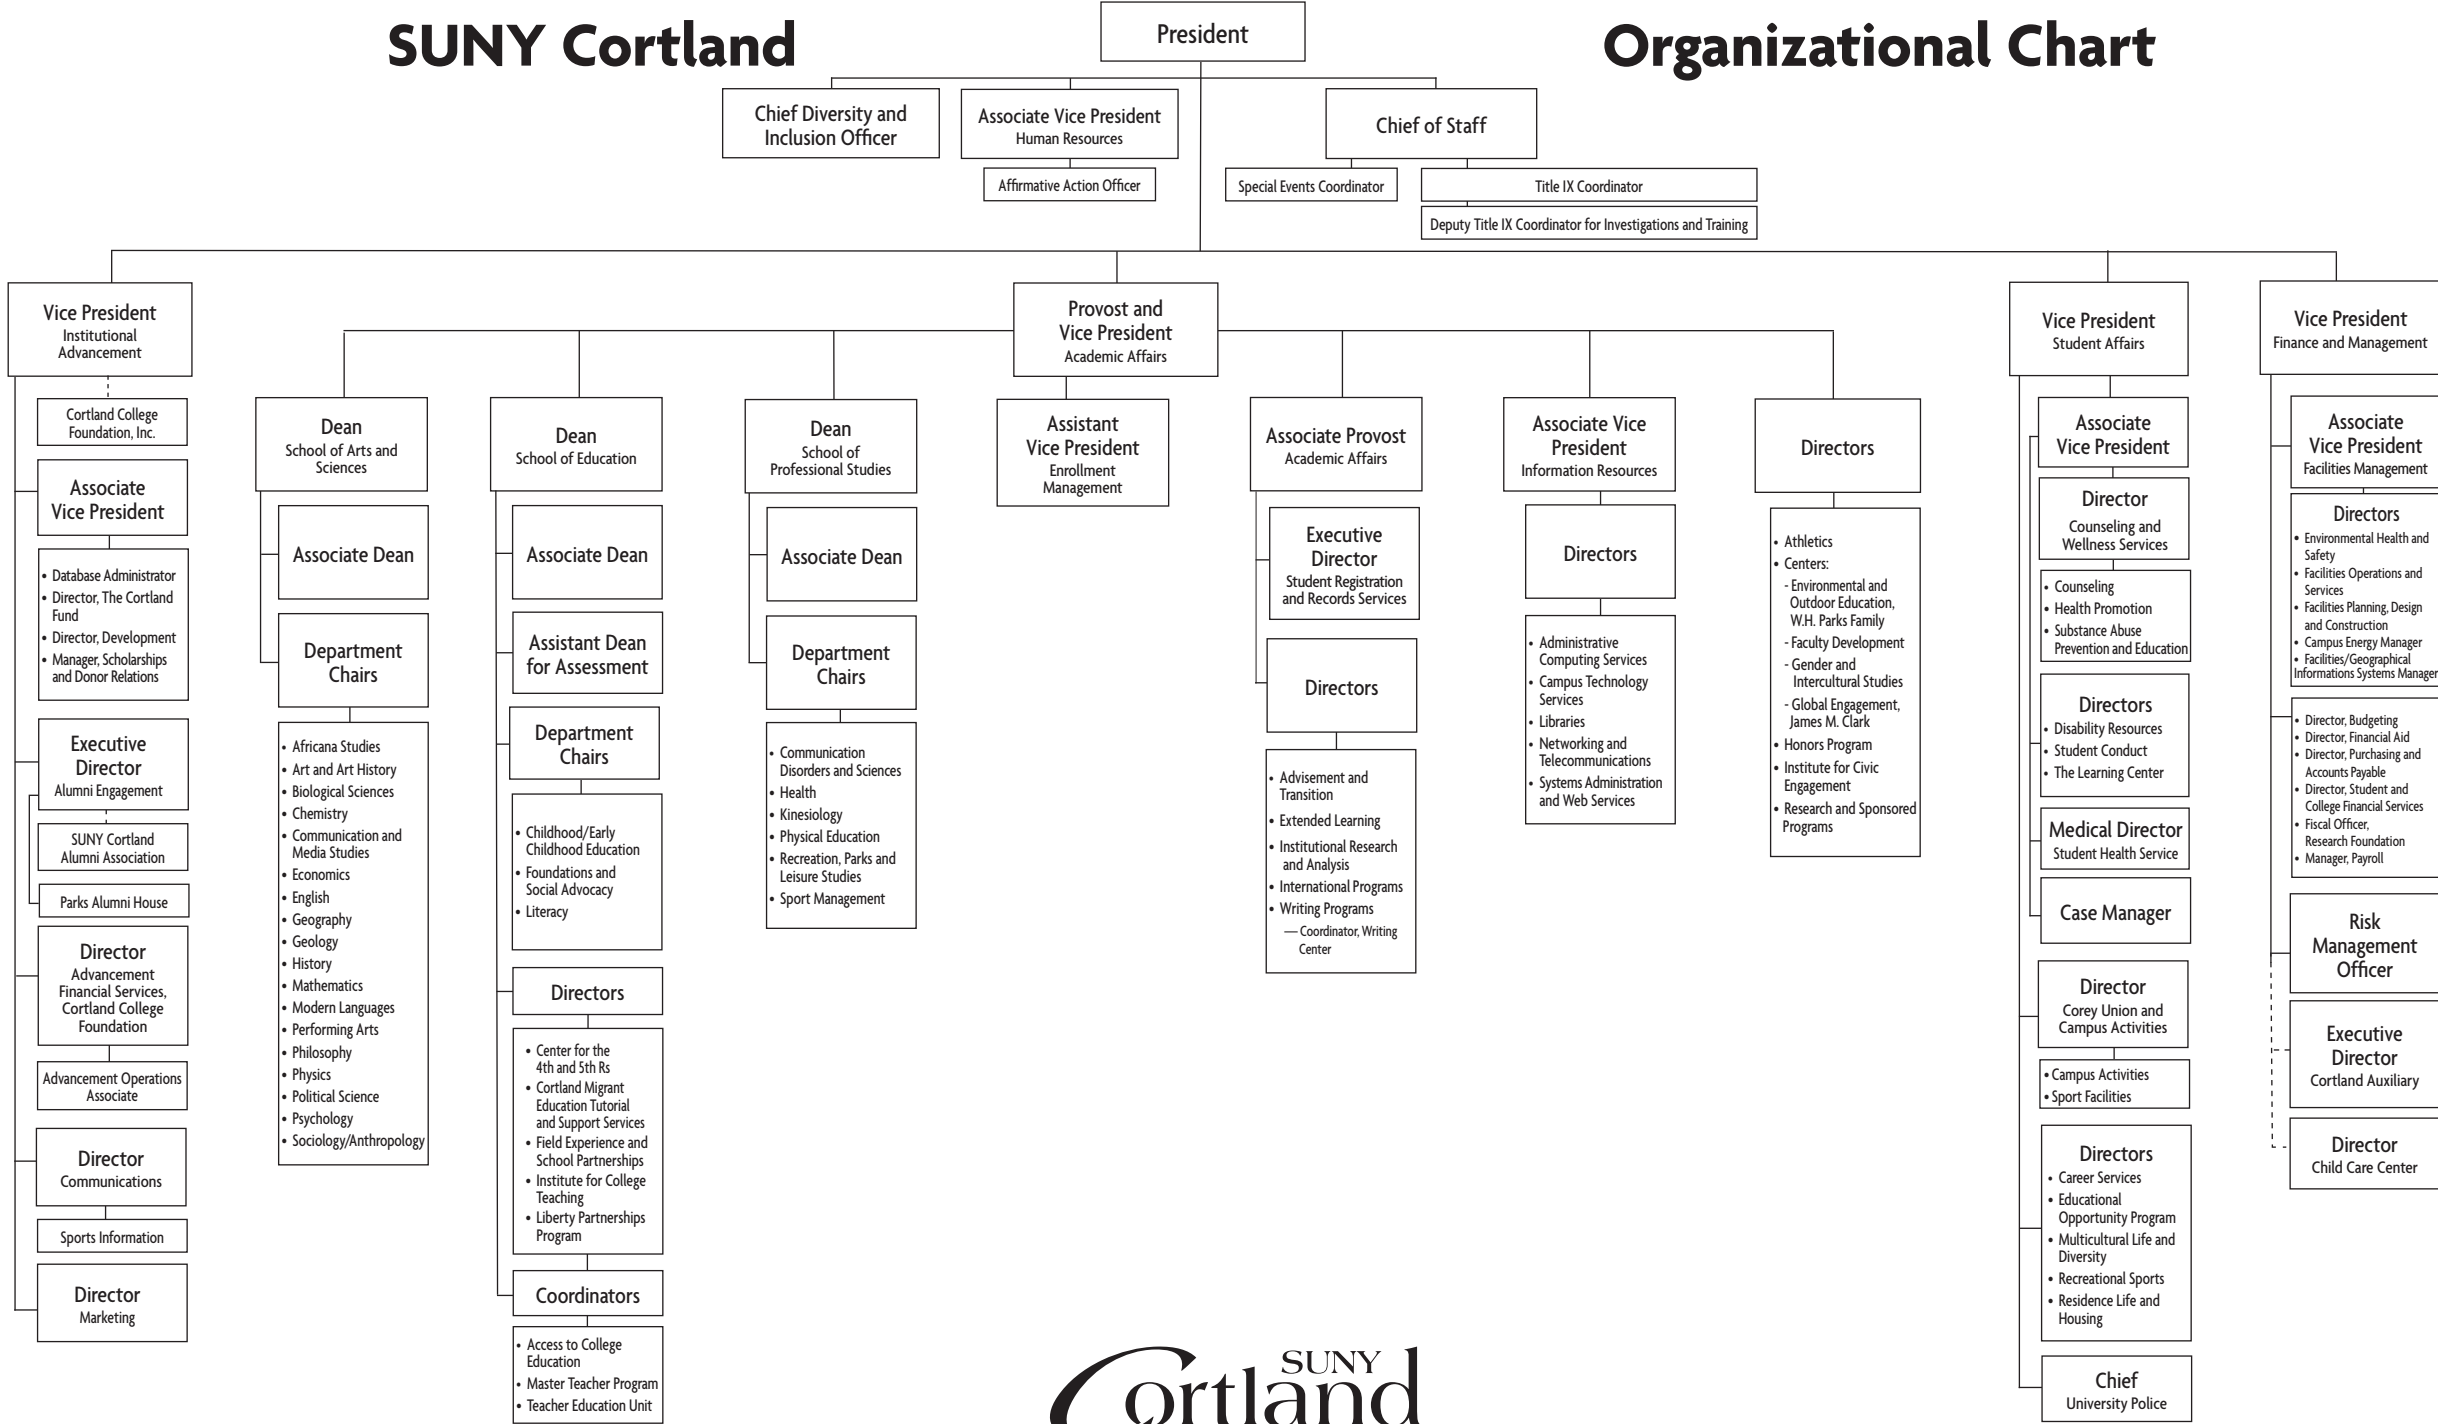 SUNY Cortland
Organizational Chart
President
Chief Diversity and
Inclusion Officer
Associate Vice President
Human Resources
Affirmative Action Officer
Chief of Staff
Special Events Coordinator
Title IX Coordinator
Deputy Title IX Coordinator for Investigations and Training
Vice President
Institutional
Advancement
Cortland College
Foundation, Inc.
Associate
Vice President
• Database Administrator
• Director, The Cortland
Fund
• Director, Development
• Manager, Scholarships
and Donor Relations
Executive
Director
Alumni Engagement
SUNY Cortland
Alumni Association
Parks Alumni House
Director
Advancement
Financial Services,
Cortland College
Foundation
Advancement Operations
Associate
Director
Communications
Sports Information
Director
Marketing
Provost and
Vice President
Academic Affairs
Dean
School of Arts and
Sciences
Associate Dean
Department
Chairs
• Africana Studies
• Art and Art History
• Biological Sciences
• Chemistry
• Communication and
Media Studies
• Economics
• English
• Geography
• Geology
• History
• Mathematics
• Modern Languages
• Performing Arts
• Philosophy
• Physics
• Political Science
• Psychology
• Sociology/Anthropology
Dean
School of Education
Associate Dean
Assistant Dean
for Assessment
Department
Chairs
• Childhood/Early
Childhood Education
• Foundations and
Social Advocacy
• Literacy
Directors
• Center for the
4th and 5th Rs
• Cortland Migrant
Education Tutorial
and Support Services
• Field Experience and
School Partnerships
• Institute for College
Teaching
• Liberty Partnerships
Program
Coordinators
• Access to College
Education
• Master Teacher Program
• Teacher Education Unit
Dean
School of
Professional Studies
Associate Dean
Department
Chairs
• Communication
Disorders and Sciences
• Health
• Kinesiology
• Physical Education
• Recreation, Parks and
Leisure Studies
• Sport Management
Assistant
Vice President
Enrollment
Management
Associate Provost
Academic Affairs
Executive
Director
Student Registration
and Records Services
Directors
• Advisement and
Transition
• Extended Learning
• Institutional Research
and Analysis
• International Programs
• Writing Programs
— Coordinator, Writing
Center
Associate Vice
President
Information Resources
Directors
• Administrative
Computing Services
• Campus Technology
Services
• Libraries
• Networking and
Telecommunications
• Systems Administration
and Web Services
Directors
• Athletics
• Centers:
- Environmental and
Outdoor Education,
W.H. Parks Family
- Faculty Development
- Gender and
Intercultural Studies
- Global Engagement,
James M. Clark
• Honors Program
• Institute for Civic
Engagement
• Research and Sponsored
Programs
Vice President
Student Affairs
Associate
Vice President
Director
Counseling and
Wellness Services
• Counseling
• Health Promotion
• Substance Abuse
Prevention and Education
Directors
• Disability Resources
• Student Conduct
• The Learning Center
Medical Director
Student Health Service
Case Manager
Director
Corey Union and
Campus Activities
• Campus Activities
• Sport Facilities
Directors
• Career Services
• Educational
Opportunity Program
• Multicultural Life and
Diversity
• Recreational Sports
• Residence Life and
Housing
Chief
University Police
Vice President
Finance and Management
Associate
Vice President
Facilities Management
Directors
• Environmental Health and
Safety
• Facilities Operations and
Services
• Facilities Planning, Design
and Construction
• Campus Energy Manager
• Facilities/Geographical
Informations Systems Manager
• Director, Budgeting
• Director, Financial Aid
• Director, Purchasing and
Accounts Payable
• Director, Student and
College Financial Services
• Fiscal Officer,
Research Foundation
• Manager, Payroll
Risk
Management
Officer
Executive
Director
Cortland Auxiliary
Director
Child Care Center
SUNY
Cortland